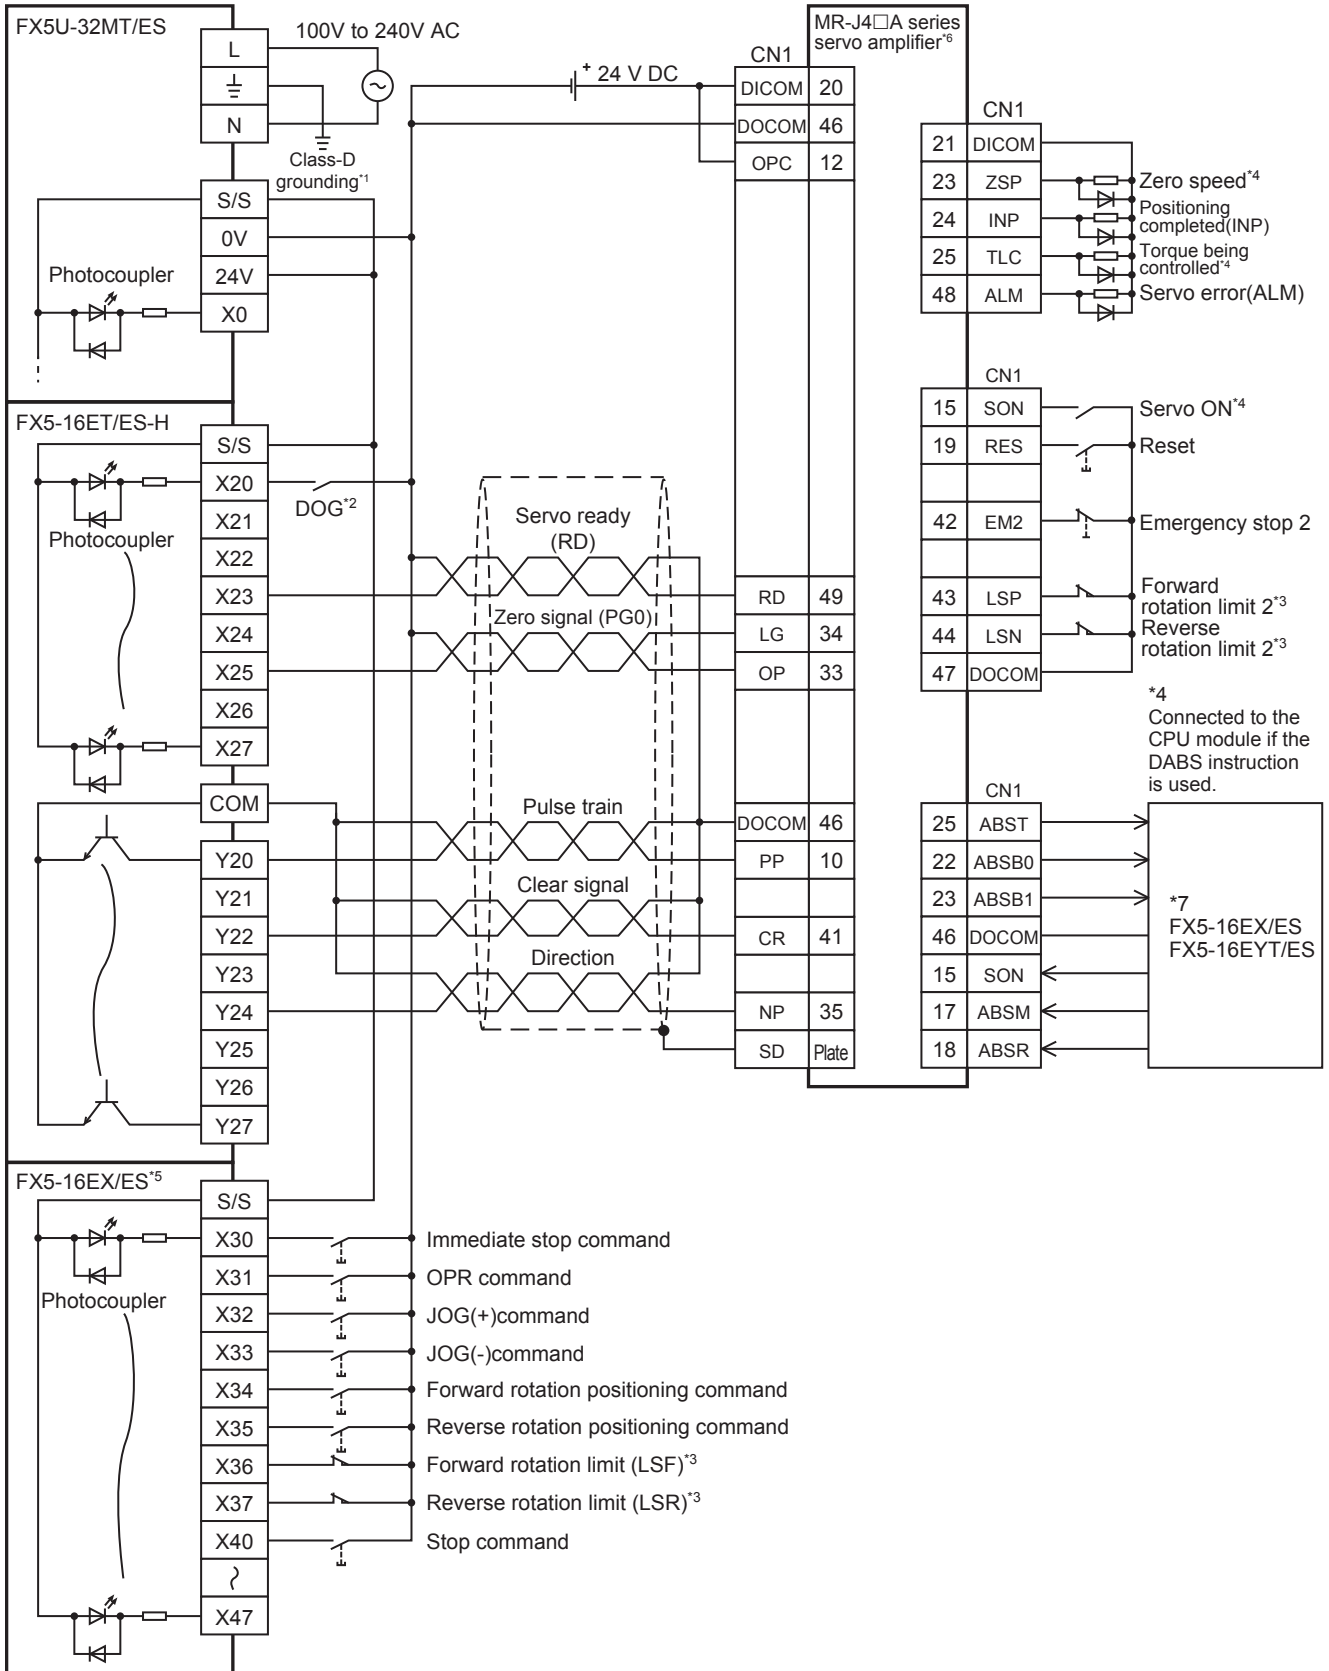 FX5U-32MT/ES
L
N
S/S
0V
24V
X0
Photocoupler
100V to 240V AC
Class-D
grounding*1
+ 24 V DC
MR-J4□A series
servo amplifier*6
CN1
DICOM 20
DOCOM 46
OPC 12
RD 49
LG 34
OP 33
DOCOM 46
PP 10
CR 41
NP 35
SD Plate
CN1
21 DICOM
23 ZSP Zero speed*4
24 INP Positioning
completed(INP)
25 TLC Torque being
controlled*4
48 ALM Servo error(ALM)
CN1
15 SON Servo ON*4
19 RES Reset
42 EM2 Emergency stop 2
43 LSP Forward
rotation limit 2*3
44 LSN Reverse
rotation limit 2*3
47 DOCOM
*4
Connected to the
CPU module if the
DABS instruction
is used.
CN1
25 ABST
22 ABSB0
23 ABSB1
46 DOCOM
15 SON
17 ABSM
18 ABSR
*7
FX5-16EX/ES
FX5-16EYT/ES
FX5-16ET/ES-H
S/S
X20
X21
X22
X23
X24
X25
X26
X27
Photocoupler
DOG*2
Servo ready
(RD)
Zero signal (PG0)
COM
Y20
Y21
Y22
Y23
Y24
Y25
Y26
Y27
Pulse train
Clear signal
Direction
FX5-16EX/ES*5
S/S
Photocoupler
X30 Immediate stop command
X31 OPR command
X32 JOG(+)command
X33 JOG(-)command
X34 Forward rotation positioning command
X35 Reverse rotation positioning command
X36 Forward rotation limit (LSF)*3
X37 Reverse rotation limit (LSR)*3
X40 Stop command
X47